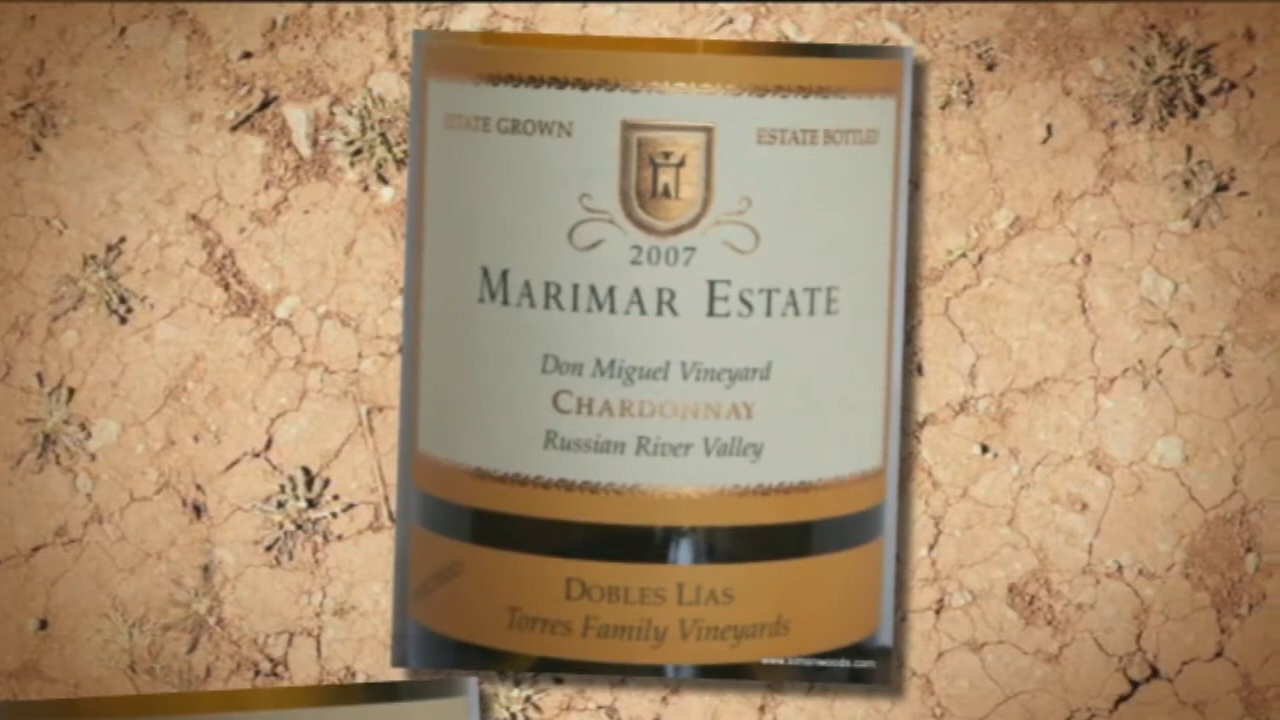 ESTATE GROWN
ESTATE BOTTLED
2007
MARIMAR ESTATE
Don Miguel Vineyard
CHARDONNAY
Russian River Valley
DOBLES LÍAS
Torres Family Vineyards